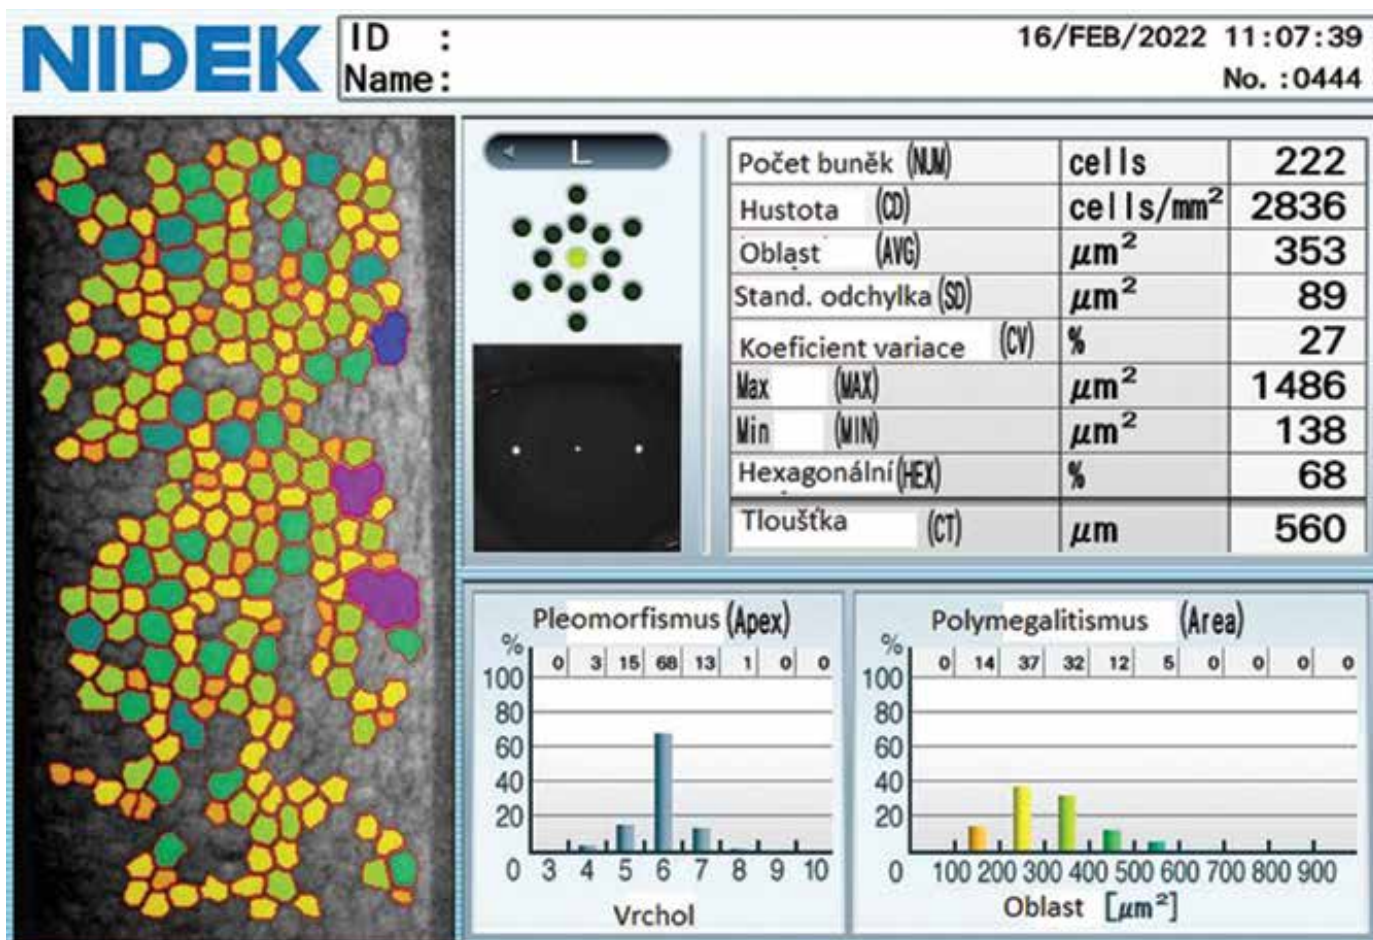 NIDEK
ID :
Name:
16/FEB/2022 11:07:39
No. :0444
L
Počet buněk (NUM) cells 222
Hustota (CD) cells/mm² 2836
Oblast (AVG) μm² 353
Stand. odchylka (SD) μm² 89
Koeficient variace (CV) % 27
Max (MAX) μm² 1486
Min (MIN) μm² 138
Hexagonální (HEX) % 68
Tloušťka (CT) μm 560
Pleomorfismus (Apex)
%
0 3 15 68 13 1 0 0
100
80
60
40
20
0 3 4 5 6 7 8 9 10
Vrchol
Polymegalitismus (Area)
%
0 14 37 32 12 5 0 0 0 0
100
80
60
40
20
0 100 200 300 400 500 600 700 800 900
Oblast [μm²]